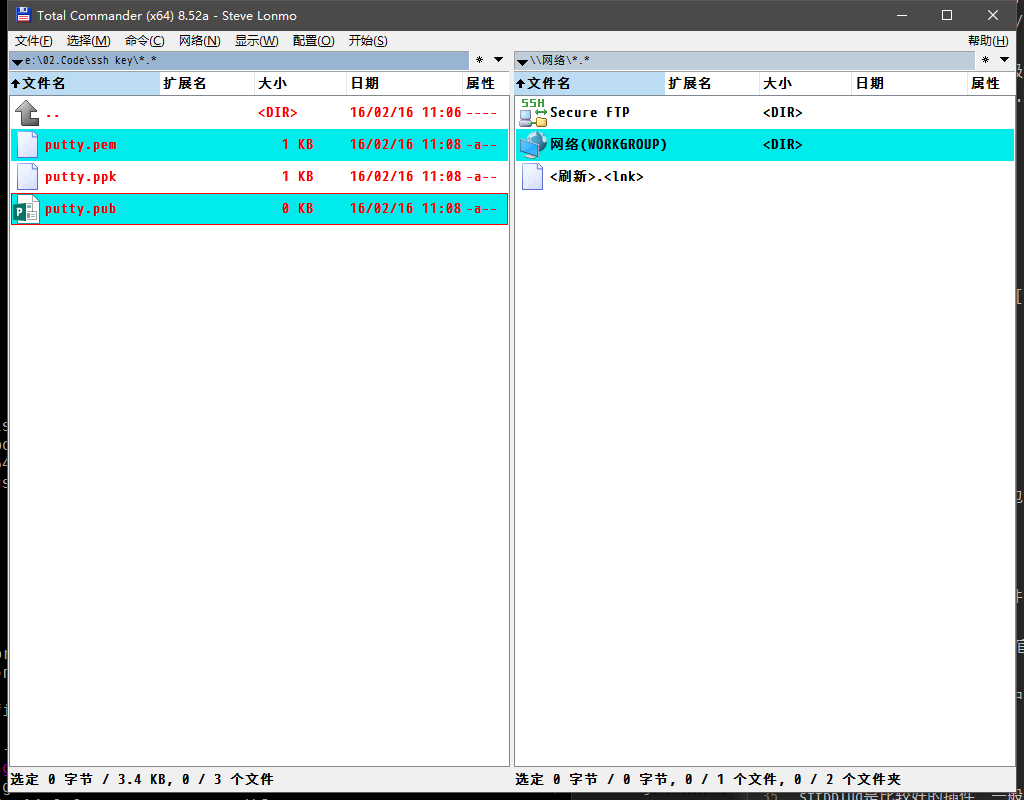 Total Commander (x64) 8.52a - Steve Lonmo
文件(F) 选择(M) 命令(C) 网络(N) 显示(W) 配置(O) 开始(S) 帮助(H)
e:\02.Code\ssh key\*.* * \\网络\*.* *
文件名 扩展名 大小 日期 属性 文件名 扩展名 大小 日期 属性
.. <DIR> 16/02/16 11:06 ---- SSH Secure FTP <DIR>
putty.pem 1 KB 16/02/16 11:08 -a-- 网络(WORKGROUP) <DIR>
putty.ppk 1 KB 16/02/16 11:08 -a-- <刷新>.<lnk>
putty.pub 0 KB 16/02/16 11:08 -a--
选定 0 字节 / 3.4 KB, 0 / 3 个文件 选定 0 字节 / 0 字节, 0 / 1 个文件, 0 / 2 个文件夹